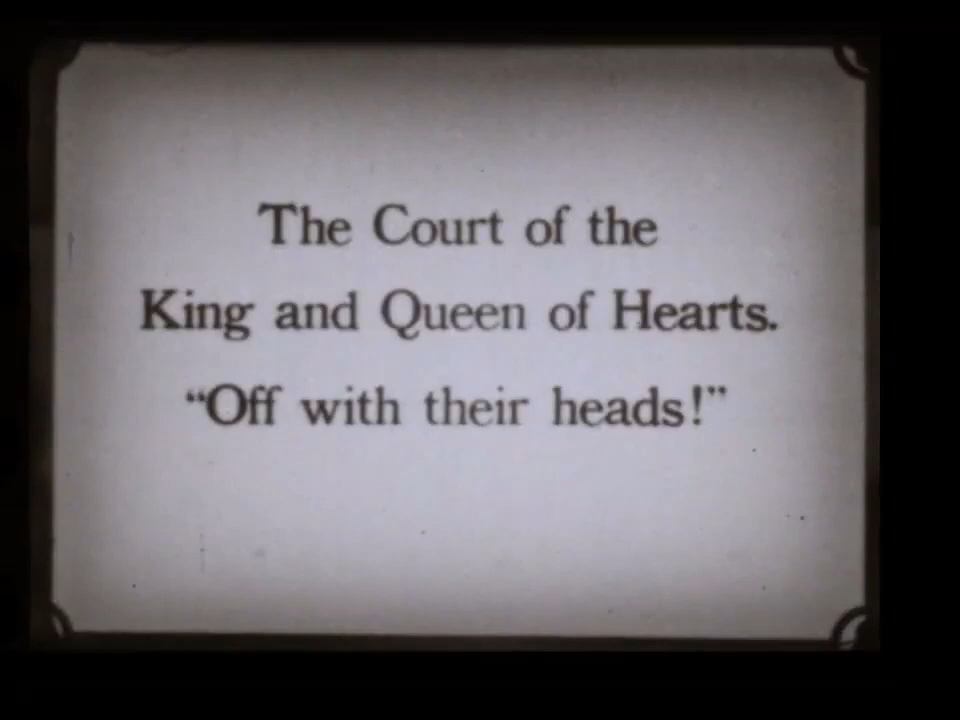 The Court of the
King and Queen of Hearts.
“Off with their heads!”